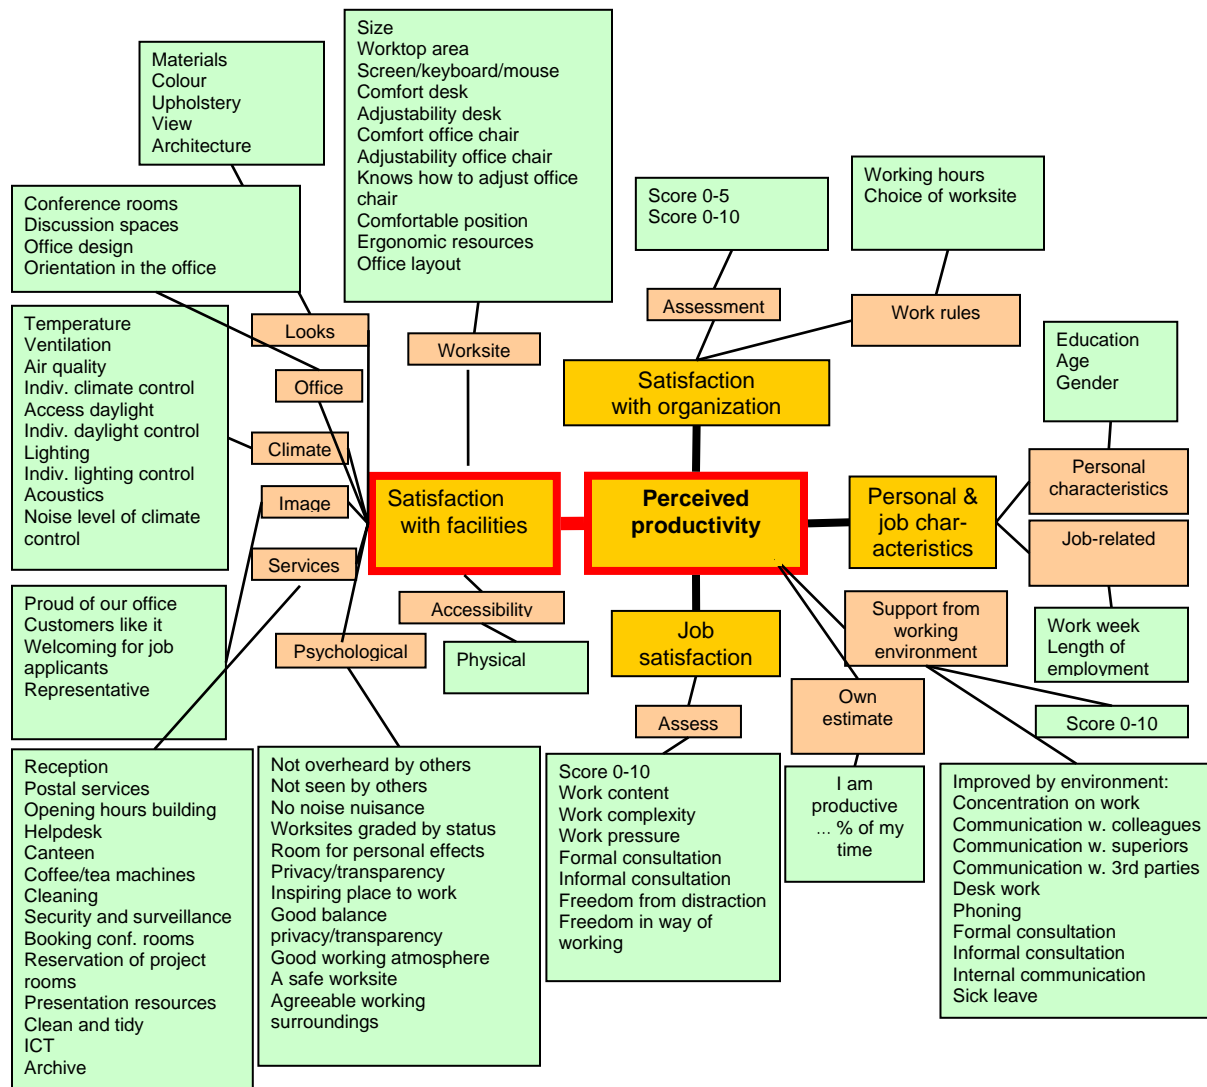 Size
Worktop area
Screen/keyboard/mouse
Comfort desk
Adjustability desk
Comfort office chair
Adjustability office chair
Knows how to adjust office
chair
Comfortable position
Ergonomic resources
Office layout
Materials
Colour
Upholstery
View
Architecture
Conference rooms
Discussion spaces
Office design
Orientation in the office
Score 0-5
Score 0-10
Working hours
Choice of worksite
Assessment
Work rules
Looks
Worksite
Office
Climate
Image
Services
Temperature
Ventilation
Air quality
Indiv. climate control
Access daylight
Indiv. daylight control
Lighting
Indiv. lighting control
Acoustics
Noise level of climate
control
Satisfaction
with organization
Education
Age
Gender
Satisfaction
with facilities
Perceived
productivity
Personal &
job char-
acteristics
Personal
characteristics
Job-related
Work week
Length of
employment
Proud of our office
Customers like it
Welcoming for job
applicants
Representative
Psychological
Accessibility
Physical
Job
satisfaction
Support from
working
environment
Own
estimate
Score 0-10
Assess
Reception
Postal services
Opening hours building
Helpdesk
Canteen
Coffee/tea machines
Cleaning
Security and surveillance
Booking conf. rooms
Reservation of project
rooms
Presentation resources
Clean and tidy
ICT
Archive
Not overheard by others
Not seen by others
No noise nuisance
Worksites graded by status
Room for personal effects
Privacy/transparency
Inspiring place to work
Good balance
privacy/transparency
Good working atmosphere
A safe worksite
Agreeable working
surroundings
Score 0-10
Work content
Work complexity
Work pressure
Formal consultation
Informal consultation
Freedom from distraction
Freedom in way of
working
I am
productive
... % of my
time
Improved by environment:
Concentration on work
Communication w. colleagues
Communication w. superiors
Communication w. 3rd parties
Desk work
Phoning
Formal consultation
Informal consultation
Internal communication
Sick leave